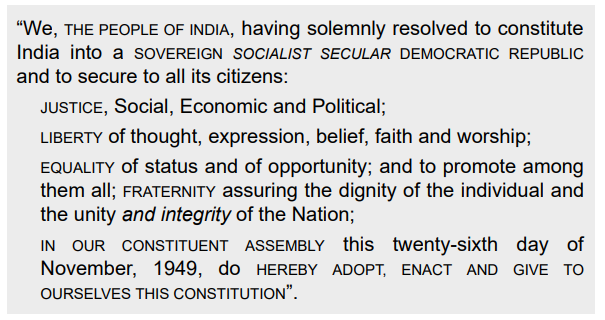 “We, THE PEOPLE OF INDIA, having solemnly resolved to constitute
India into a SOVEREIGN SOCIALIST SECULAR DEMOCRATIC REPUBLIC
and to secure to all its citizens:
JUSTICE, Social, Economic and Political;
LIBERTY of thought, expression, belief, faith and worship;
EQUALITY of status and of opportunity; and to promote among
them all; FRATERNITY assuring the dignity of the individual and
the unity and integrity of the Nation;
IN OUR CONSTITUENT ASSEMBLY this twenty-sixth day of
November, 1949, do HEREBY ADOPT, ENACT AND GIVE TO
OURSELVES THIS CONSTITUTION”.